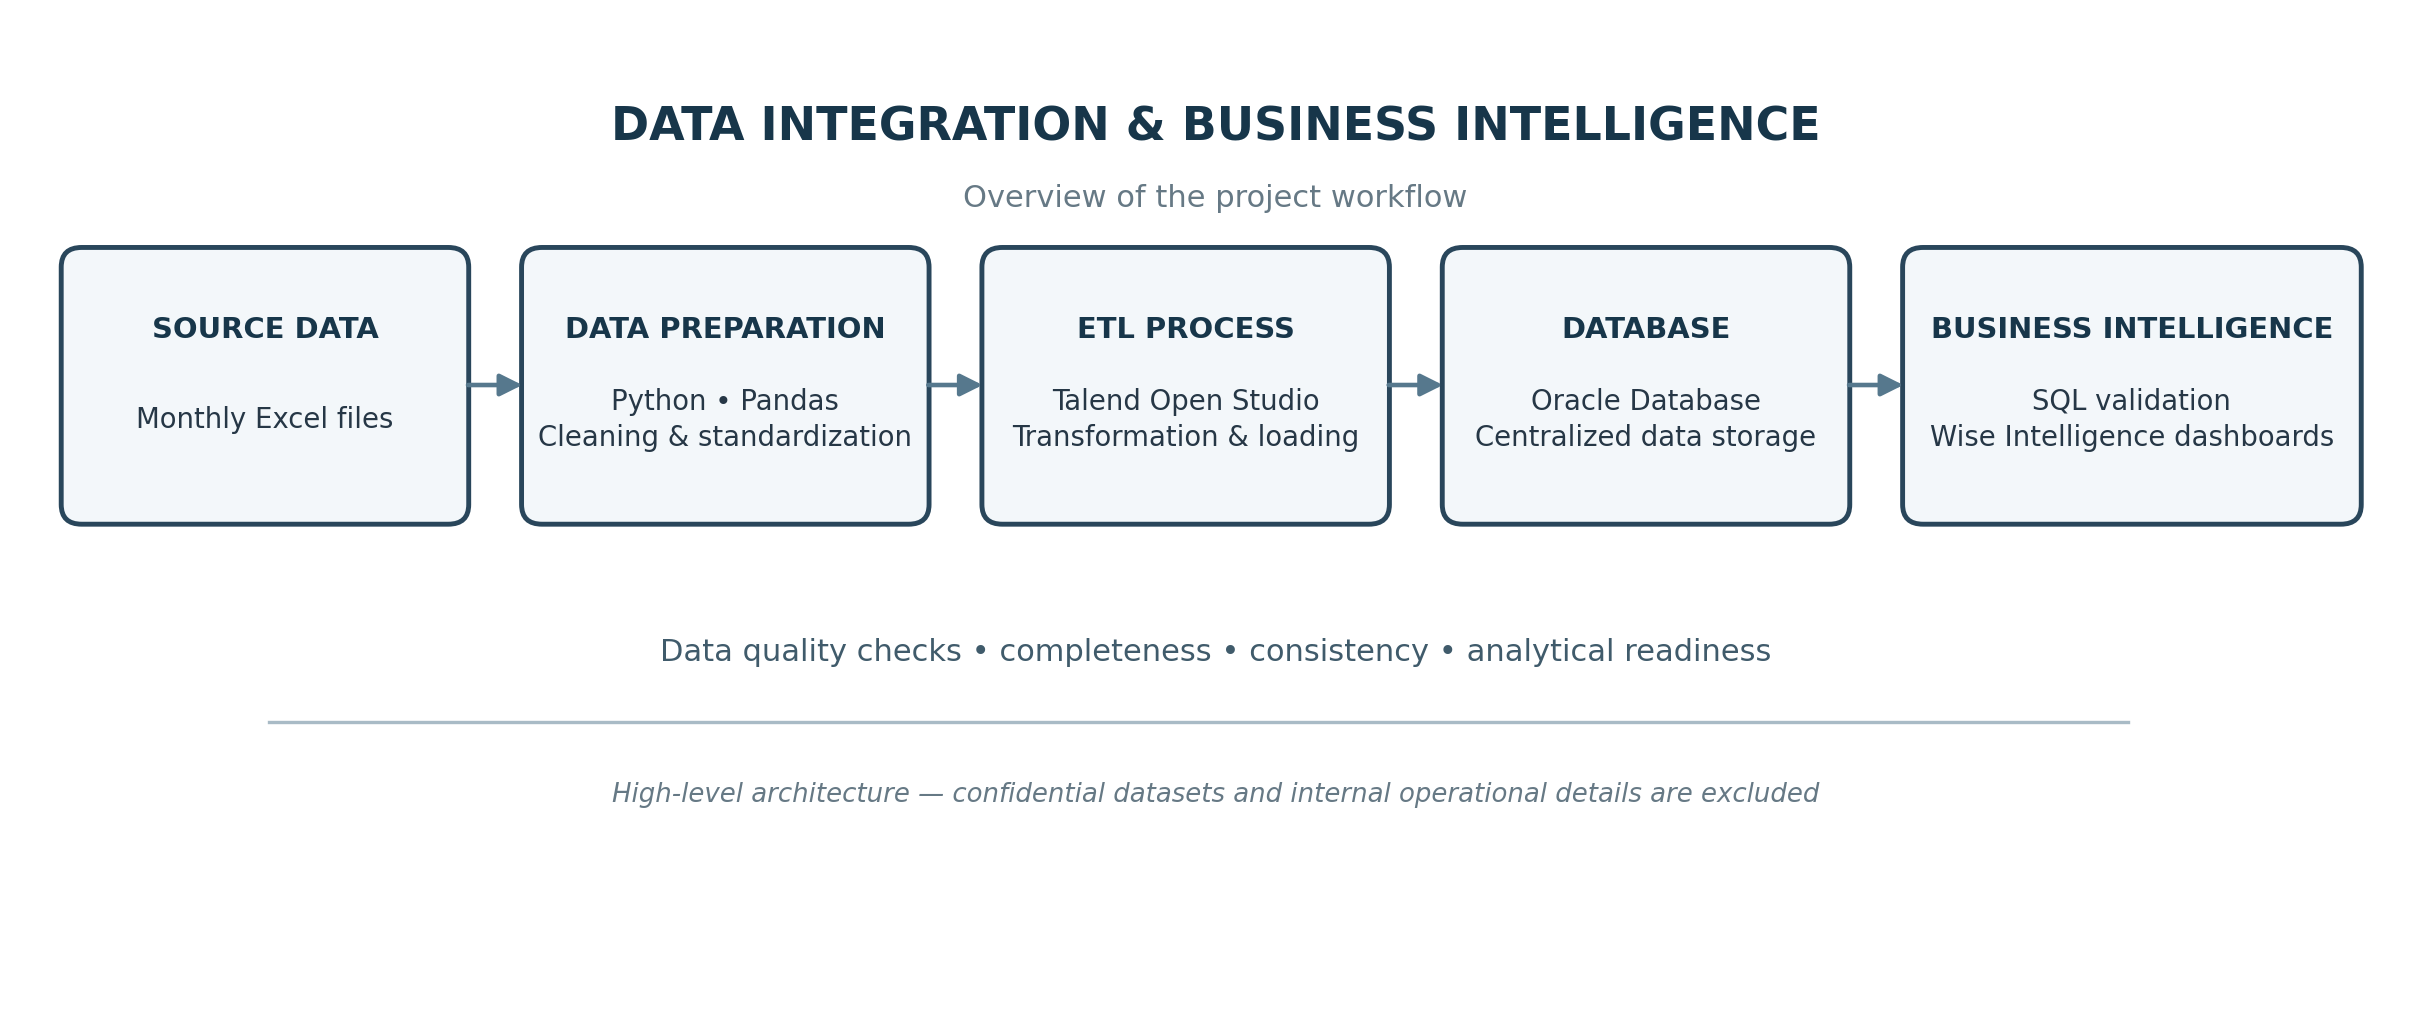 DATA INTEGRATION & BUSINESS INTELLIGENCE
Overview of the project workflow
SOURCE DATA
Monthly Excel files
DATA PREPARATION
Python • Pandas
Cleaning & standardization
ETL PROCESS
Talend Open Studio
Transformation & loading
DATABASE
Oracle Database
Centralized data storage
BUSINESS INTELLIGENCE
SQL validation
Wise Intelligence dashboards
Data quality checks • completeness • consistency • analytical readiness
High-level architecture — confidential datasets and internal operational details are excluded